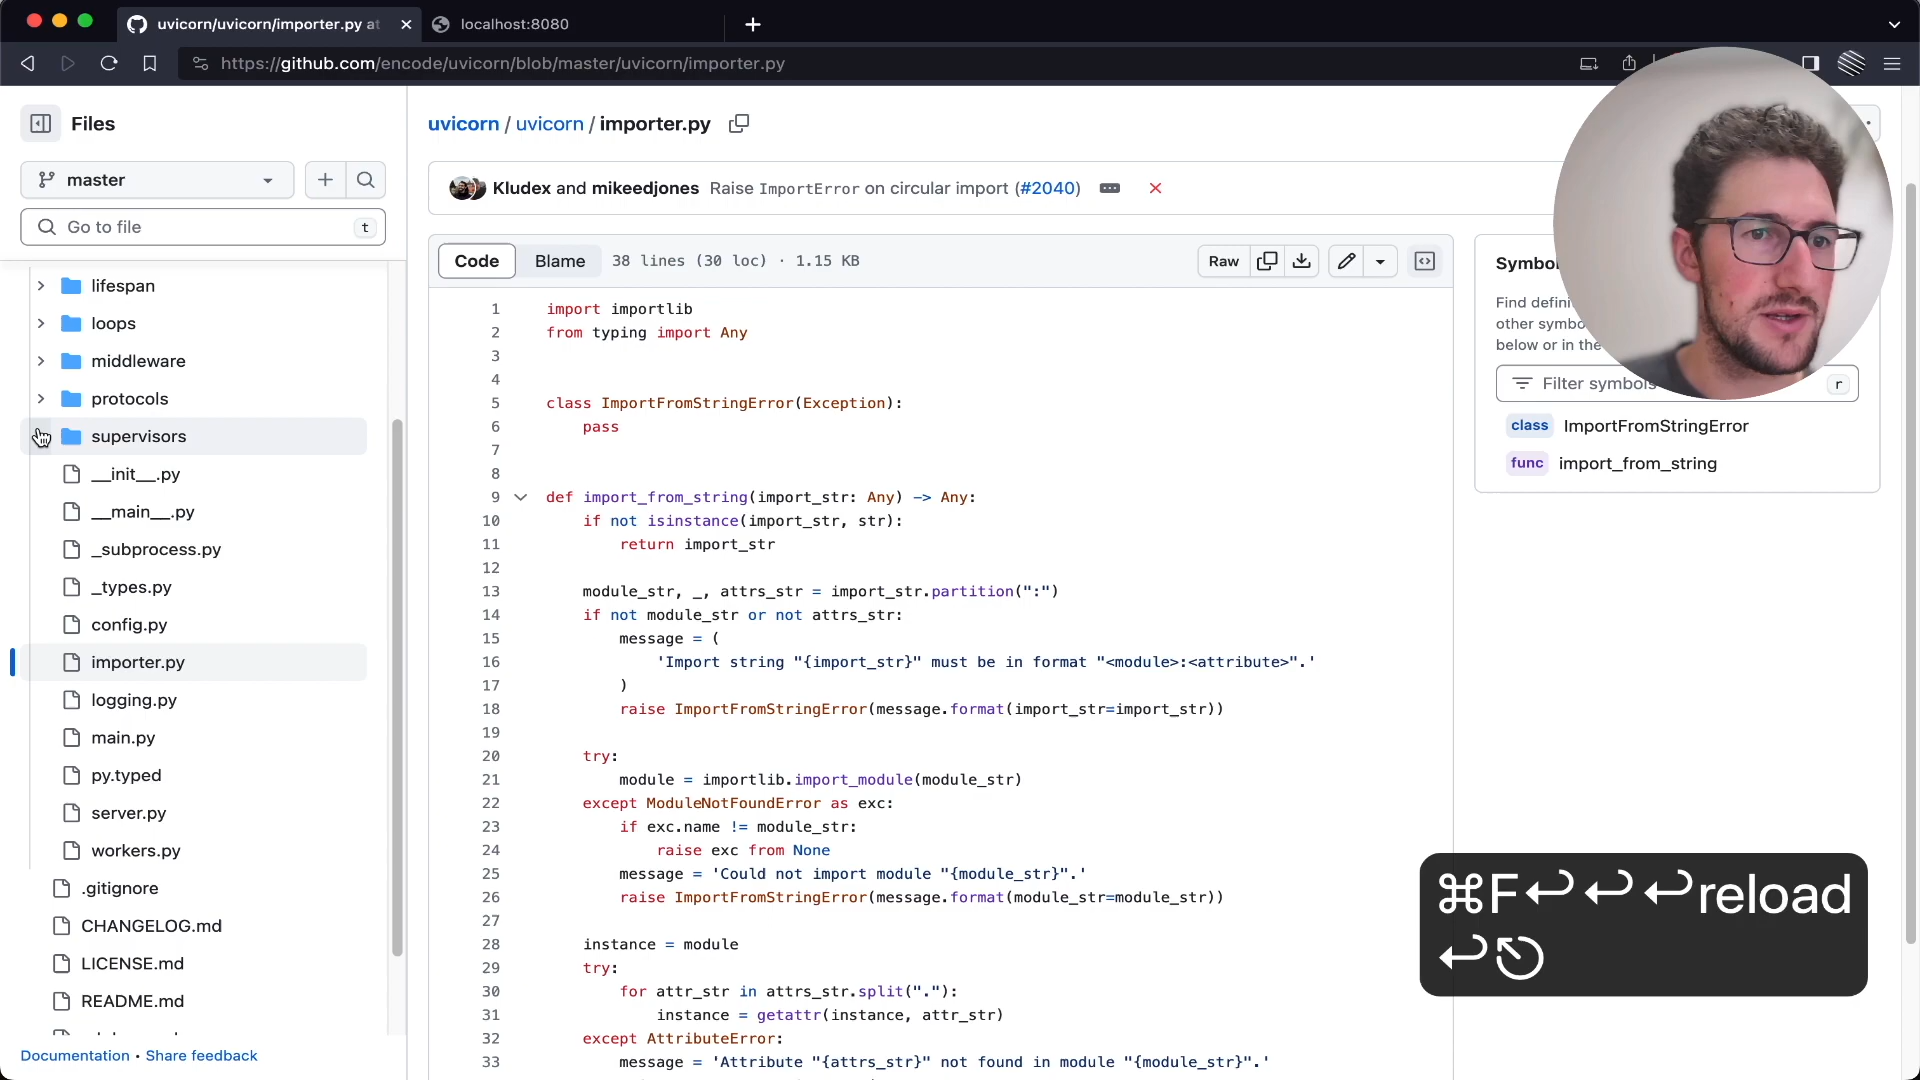 uvicorn/uvicorn/importer.py at
localhost:8080
https://github.com/encode/uvicorn/blob/master/uvicorn/importer.py
Files
uvicorn / uvicorn / importer.py
master
Kludex and mikeedjones Raise ImportError on circular import (#2040)
Go to file t
Code Blame 38 lines (30 loc) · 1.15 KB Raw
lifespan
loops
middleware
protocols
supervisors
__init__.py
__main__.py
_subprocess.py
_types.py
config.py
importer.py
logging.py
main.py
py.typed
server.py
workers.py
.gitignore
CHANGELOG.md
LICENSE.md
README.md
Documentation • Share feedback
1 import importlib
2 from typing import Any
3
4
5 class ImportFromStringError(Exception):
6 pass
7
8
9 def import_from_string(import_str: Any) -> Any:
10 if not isinstance(import_str, str):
11 return import_str
12
13 module_str, _, attrs_str = import_str.partition(":")
14 if not module_str or not attrs_str:
15 message = (
16 'Import string "{import_str}" must be in format "<module>:<attribute>".'
17 )
18 raise ImportFromStringError(message.format(import_str=import_str))
19
20 try:
21 module = importlib.import_module(module_str)
22 except ModuleNotFoundError as exc:
23 if exc.name != module_str:
24 raise exc from None
25 message = 'Could not import module "{module_str}".'
26 raise ImportFromStringError(message.format(module_str=module_str))
27
28 instance = module
29 try:
30 for attr_str in attrs_str.split("."):
31 instance = getattr(instance, attr_str)
32 except AttributeError:
33 message = 'Attribute "{attrs_str}" not found in module "{module_str}".'
Find
other
below or in the
Filter symbols r
class ImportFromStringError
func import_from_string
⌘F↩↩↩reload
↩⎋